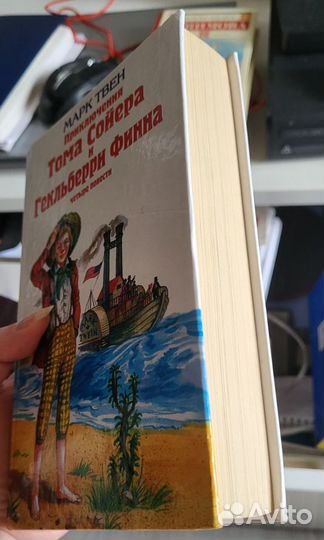 МАРК ТВЕН
Приключения
Тома Сойера
и
Гекльберри Финна
четыре повести
Avito